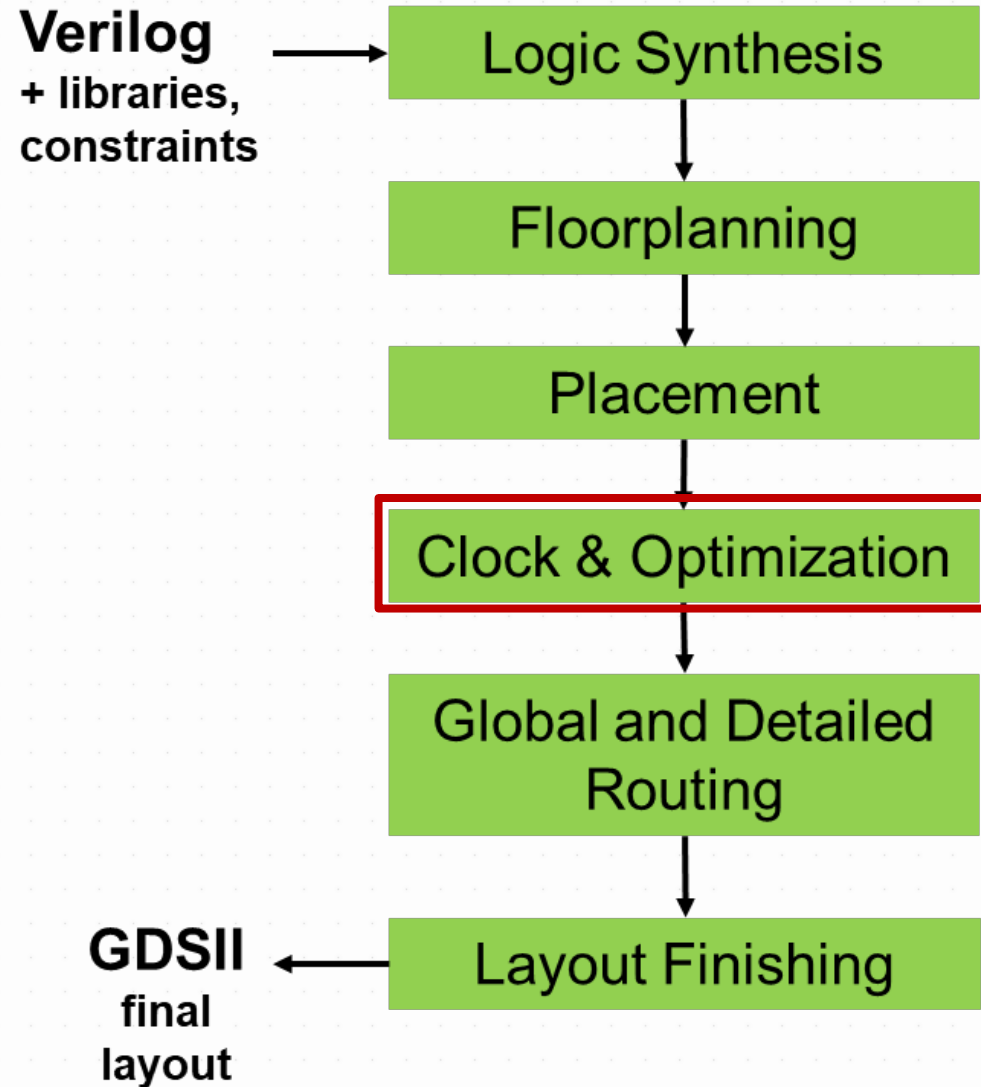 Verilog
+ libraries,
constraints
Logic Synthesis
Floorplanning
Placement
Clock & Optimization
Global and Detailed
Routing
Layout Finishing
GDSII
final
layout